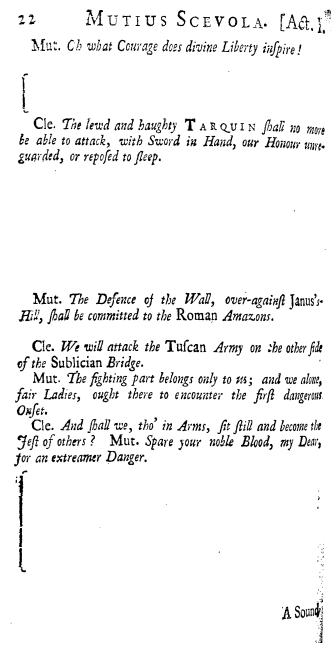 22 MUTIUS SCEVOLA. [Act. I.
Mut. Oh what Courage does divine Liberty inſpire!
Cle. The lewd and haughty TARQUIN ſhall no more
be able to attack, with Sword in Hand, our Honour unre-
guarded, or repoſed to ſleep.
Mut. The Defence of the Wall, over-againſt Janus's-
Hill, ſhall be committed to the Roman Amazons.
Cle. We will attack the Tuſcan Army on the other ſide
of the Sublician Bridge.
Mut. The fighting part belongs only to us; and we alone,
fair Ladies, ought there to encounter the firſt dangerous
Onſet.
Cle. And ſhall we, tho' in Arms, ſit ſtill and become the
Jeſt of others? Mut. Spare your noble Blood, my Dear,
for an extreamer Danger.
A Sound